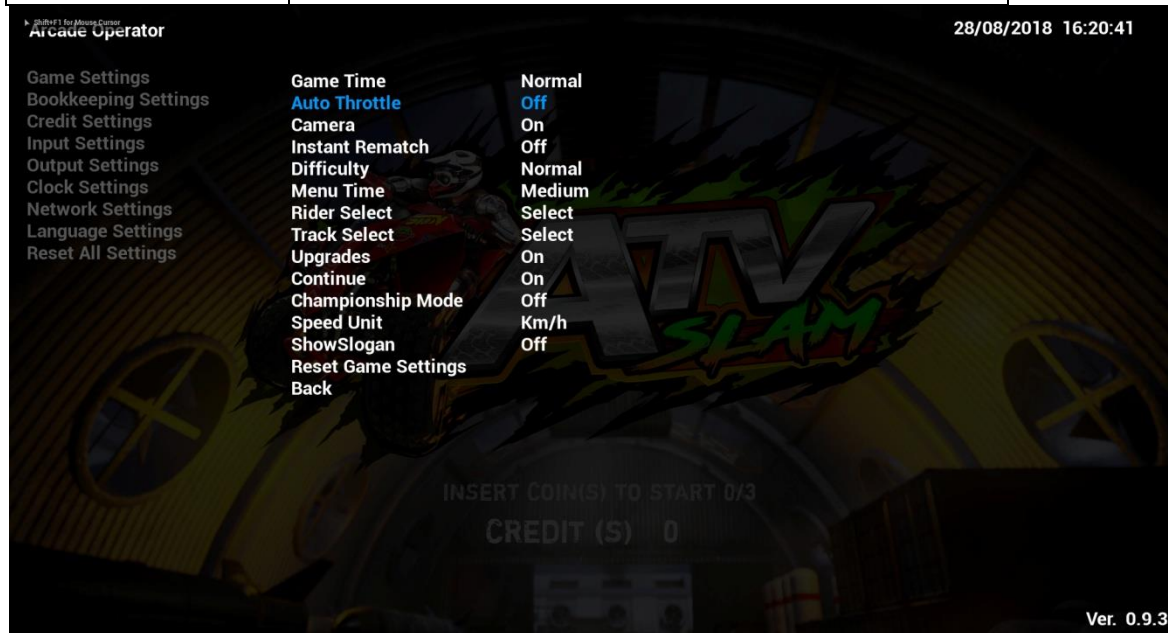 Shift+F1 for Mouse Cursor
Arcade Operator
28/08/2018 16:20:41
Game Settings
Bookkeeping Settings
Credit Settings
Input Settings
Output Settings
Clock Settings
Network Settings
Language Settings
Reset All Settings
Game Time Normal
Auto Throttle Off
Camera On
Instant Rematch Off
Difficulty Normal
Menu Time Medium
Rider Select Select
Track Select Select
Upgrades On
Continue On
Championship Mode Off
Speed Unit Km/h
ShowSlogan Off
Reset Game Settings
Back
ATV
SLAM
INSERT COIN(S) TO START 0/3
CREDIT (S) 0
Ver. 0.9.3